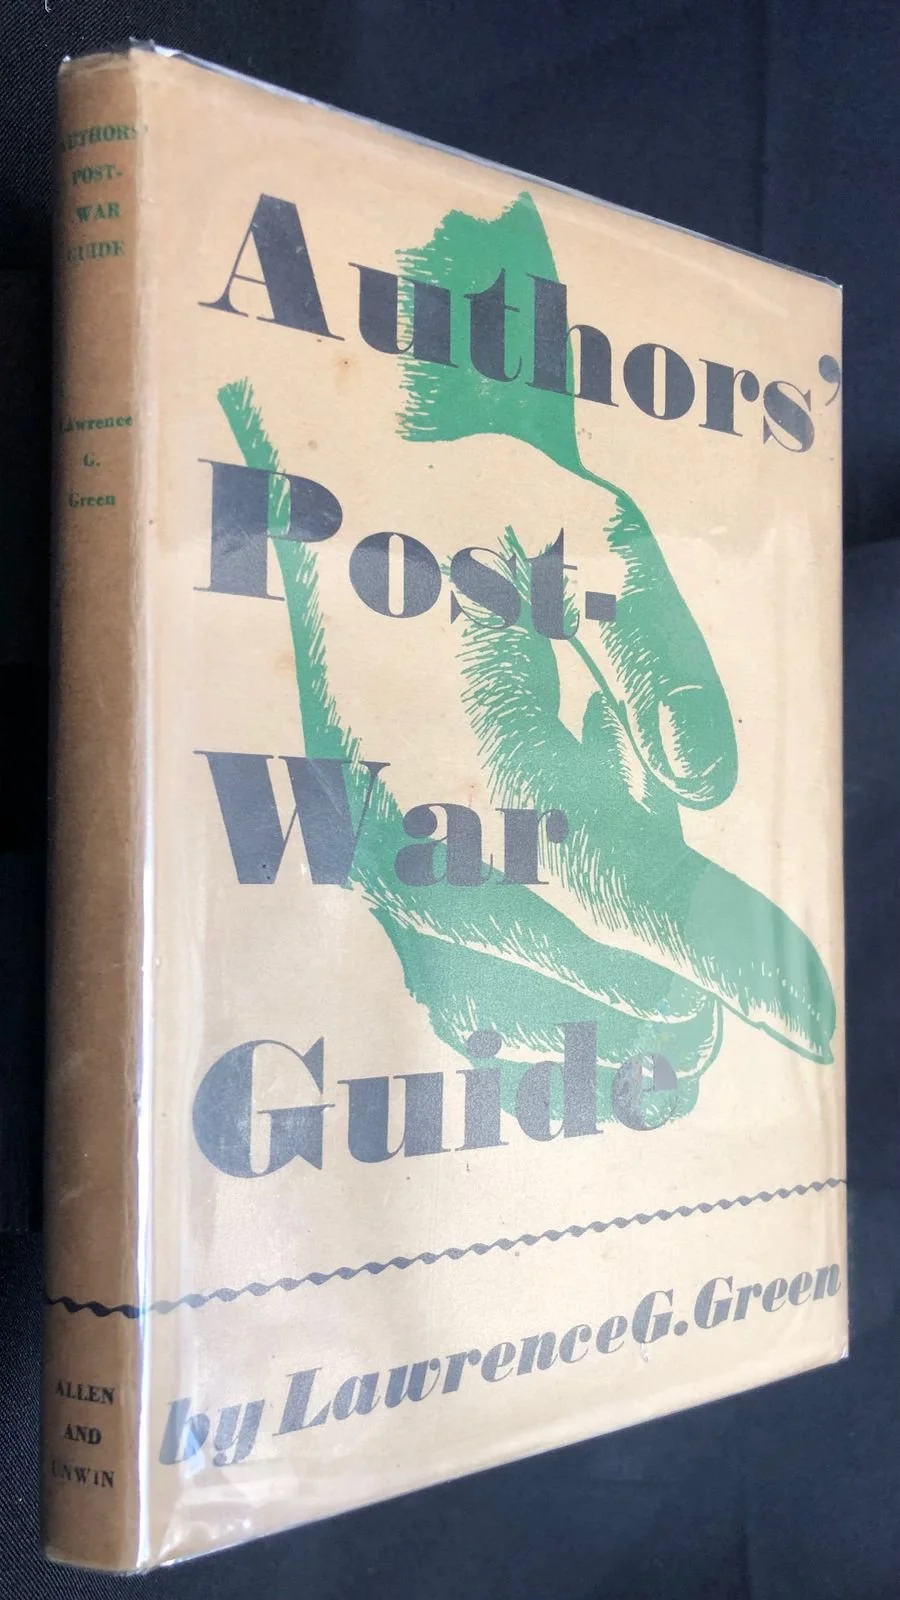 AUTHORS'
POST-
WAR
GUIDE
Lawrence
G.
Green
ALLEN
AND
UNWIN
Authors'
Post-
War
Guide
by Lawrence G. Green